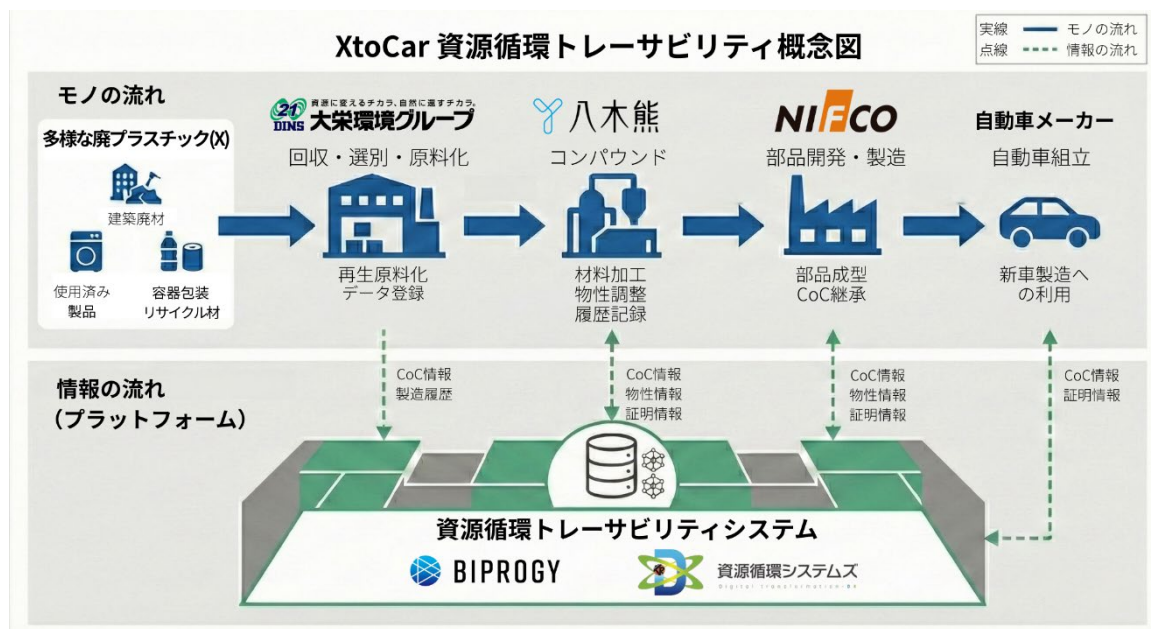 XtoCar 資源循環トレーサビリティ概念図
実線 モノの流れ
点線 情報の流れ
モノの流れ
多様な廃プラスチック(X)
建築廃材
使用済み
製品
容器包装
リサイクル材
21
DINS
資源に変えるチカラ、自然に還すチカラ。
大栄環境グループ
回収・選別・原料化
再生原料化
データ登録
八木熊
コンパウンド
材料加工
物性調整
履歴記録
NIFCO
部品開発・製造
部品成型
CoC継承
自動車メーカー
自動車組立
新車製造へ
の利用
情報の流れ
(プラットフォーム)
CoC情報
製造履歴
CoC情報
物性情報
証明情報
CoC情報
物性情報
証明情報
CoC情報
証明情報
資源循環トレーサビリティシステム
BIPROGY
D
資源循環システムズ